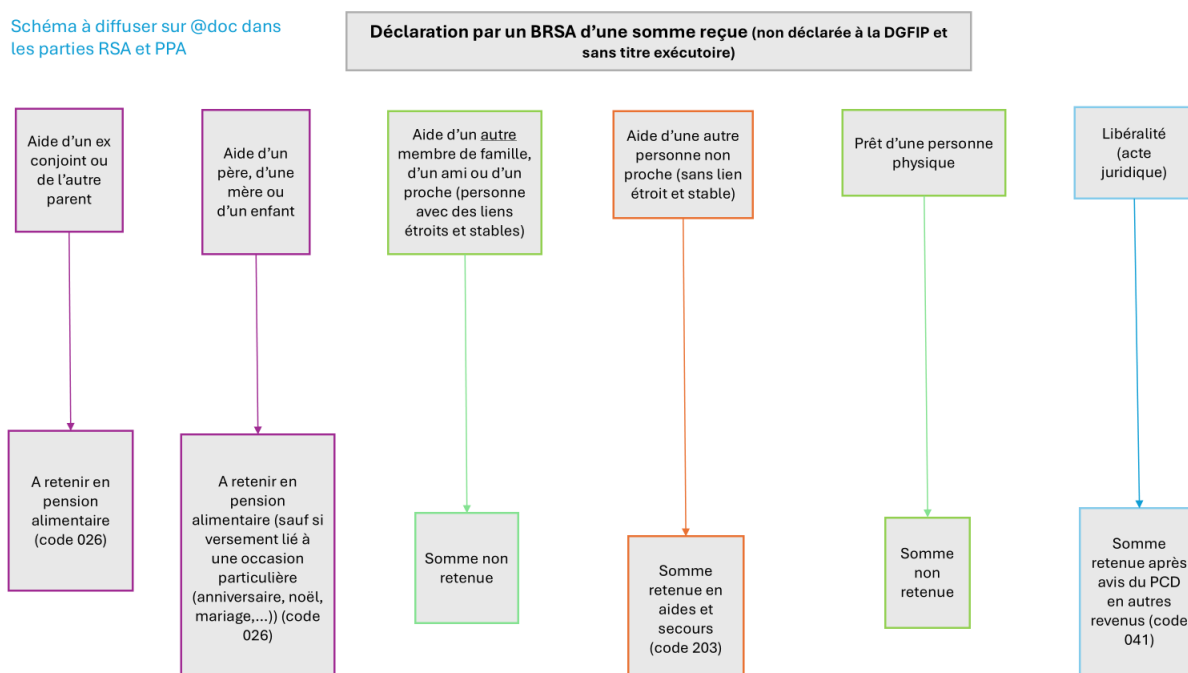 Schéma à diffuser sur @doc dans
les parties RSA et PPA
Déclaration par un BRSA d’une somme reçue (non déclarée à la DGFIP et
sans titre exécutoire)
Aide d’un ex
conjoint ou
de l’autre
parent
Aide d’un
père, d’une
mère ou
d’un enfant
Aide d’un autre
membre de famille,
d’un ami ou d’un
proche (personne
avec des liens
étroits et stables)
Aide d’une autre
personne non
proche (sans lien
étroit et stable)
Prêt d’une personne
physique
Libéralité
(acte
juridique)
A retenir en
pension
alimentaire
(code 026)
A retenir en
pension
alimentaire (sauf si
versement lié à
une occasion
particulière
(anniversaire, noël,
mariage,…)) (code
026)
Somme non
retenue
Somme
retenue en
aides et
secours
(code 203)
Somme
non
retenue
Somme
retenue après
avis du PCD
en autres
revenus (code
041)